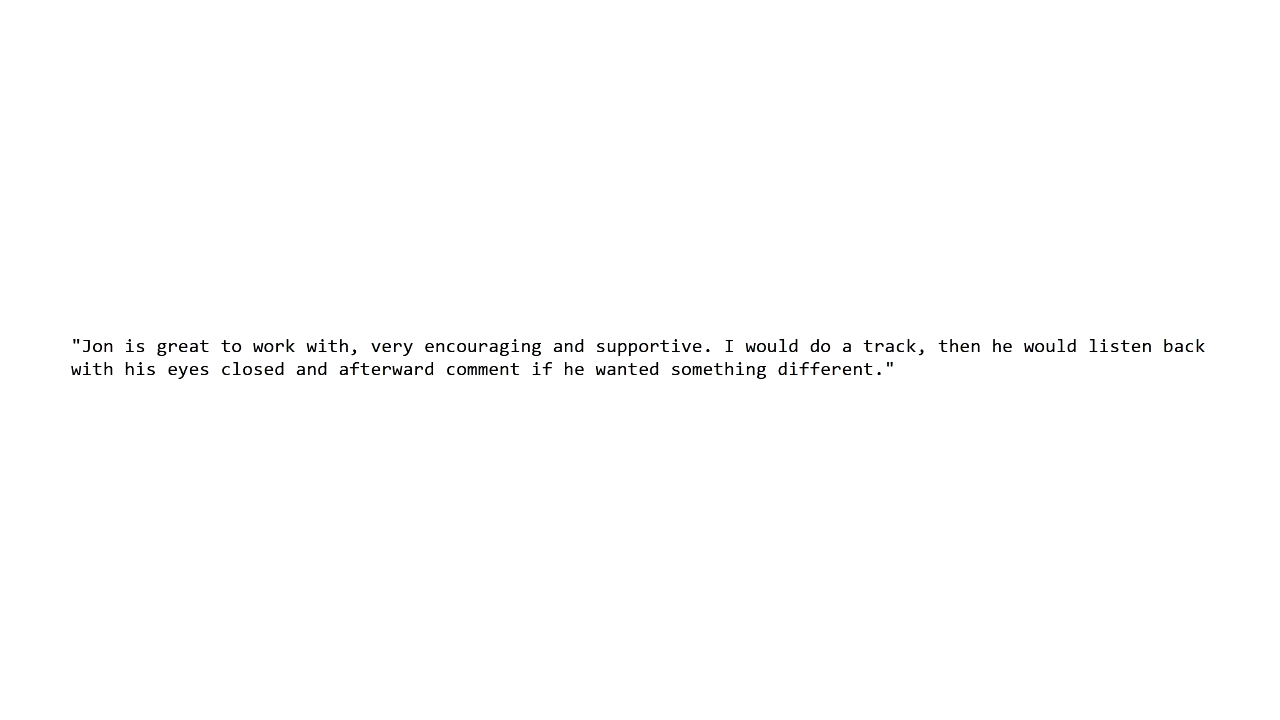 "Jon is great to work with, very encouraging and supportive. I would do a track, then he would listen back
with his eyes closed and afterward comment if he wanted something different."